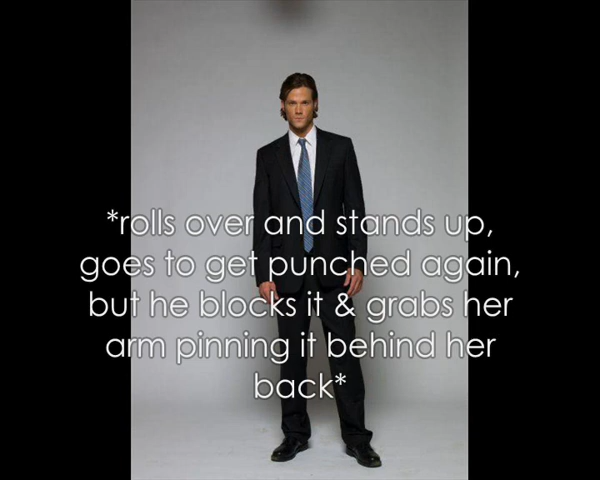 *rolls over and stands up,
goes to get punched again,
but he blocks it & grabs her
arm pinning it behind her
back*